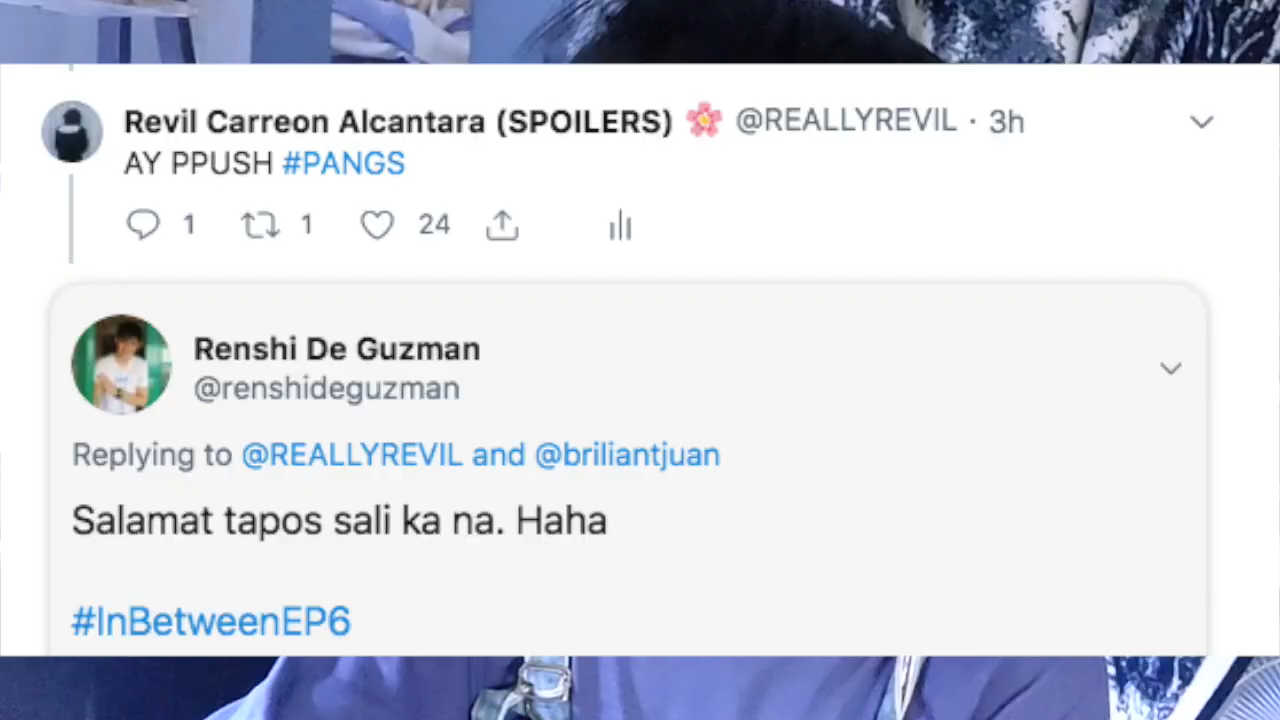 Revil Carreon Alcantara (SPOILERS) 🌸 @REALLYREVIL · 3h
AY PPUSH #PANGS
1 1 24
Renshi De Guzman
@renshideguzman
Replying to @REALLYREVIL and @briliantjuan
Salamat tapos sali ka na. Haha
#InBetweenEP6